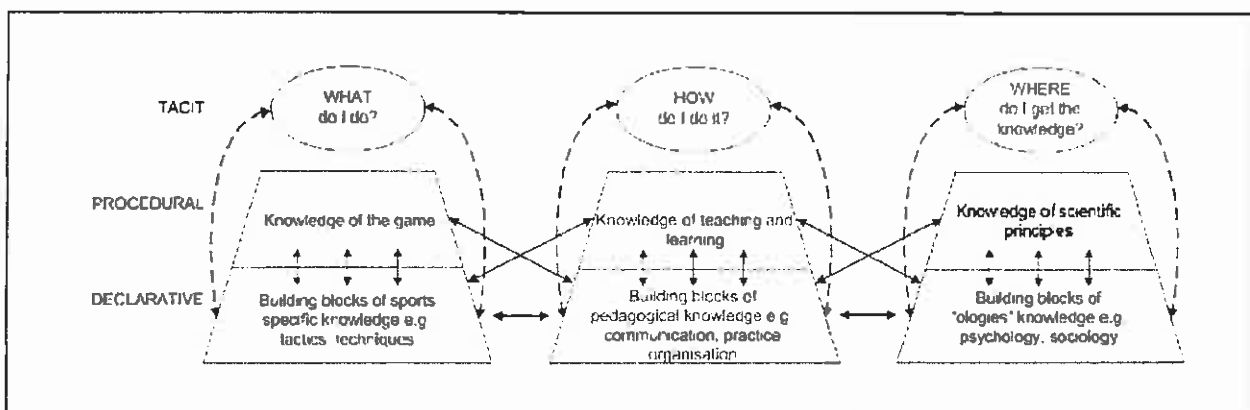 TACIT
WHAT
do I do?
HOW
do I do it?
WHERE
do I get the
knowledge?
PROCEDURAL
Knowledge of the game
Knowledge of teaching and
learning
Knowledge of scientific
principles
DECLARATIVE
Building blocks of sports
specific knowledge e.g
tactics, techniques
Building blocks of
pedagogical knowledge e.g
communication, practice
organisation
Building blocks of
"ologies" knowledge e.g
psychology, sociology